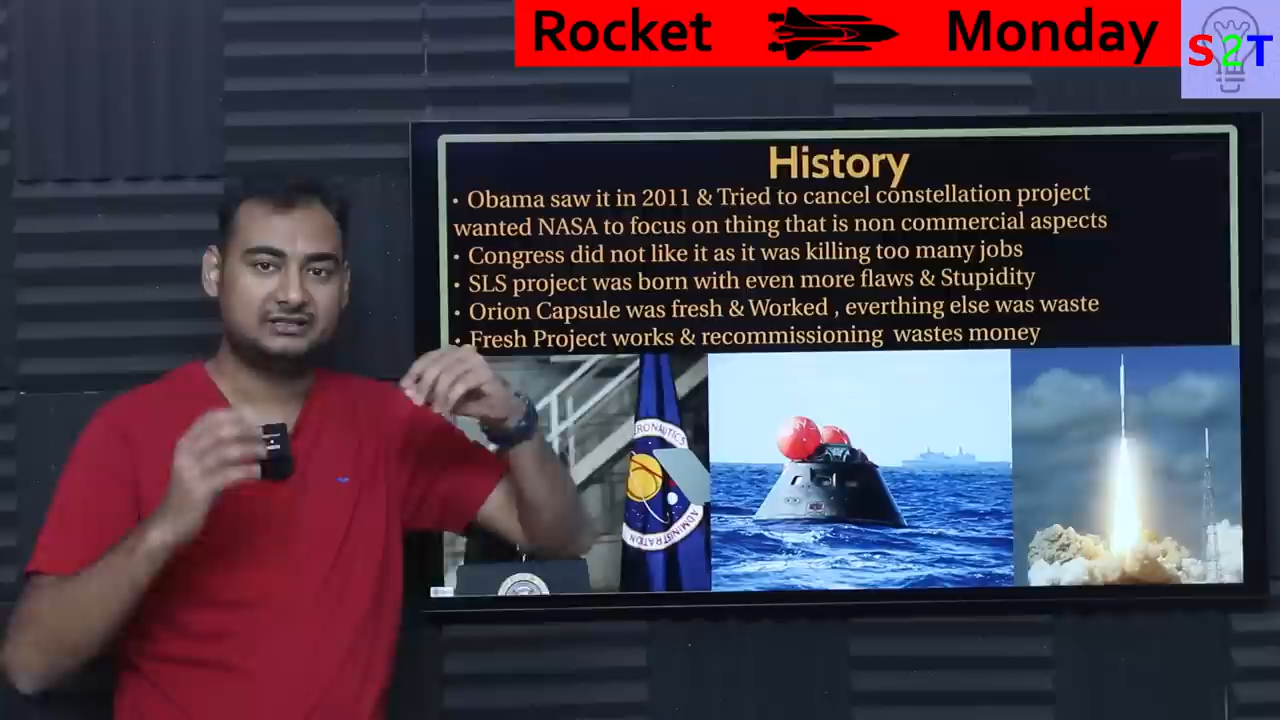 Rocket Monday
S2T
History
• Obama saw it in 2011 & Tried to cancel constellation project
wanted NASA to focus on thing that is non commercial aspects
• Congress did not like it as it was killing too many jobs
• SLS project was born with even more flaws & Stupidity
• Orion Capsule was fresh & Worked , everthing else was waste
• Fresh Project works & recommissioning wastes money
ADMINISTRATION